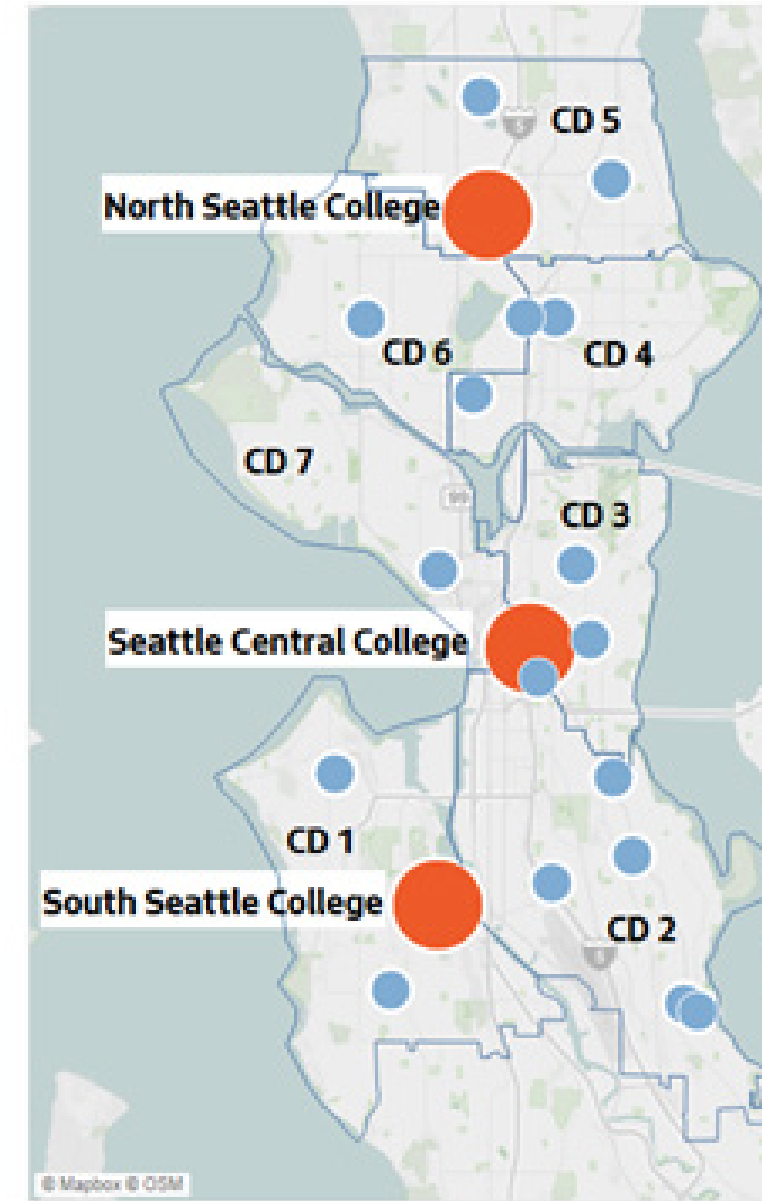 CD 5
North Seattle College
CD 6
CD 4
CD 7
99
CD 3
Seattle Central College
CD 1
South Seattle College
CD 2
© Mapbox © OSM